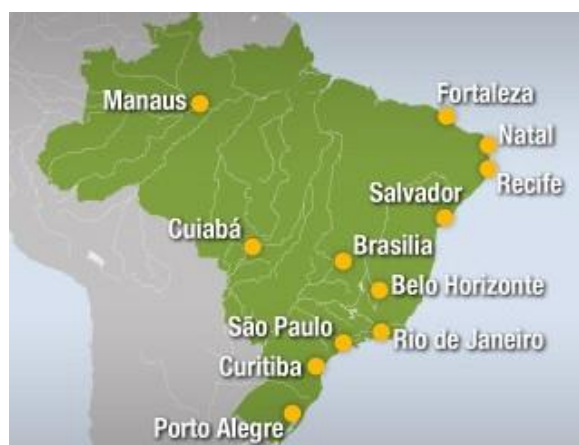 Fortaleza
Manaus
Natal
Recife
Salvador
Cuiabá
Brasilia
Belo Horizonte
São Paulo
Rio de Janeiro
Curitiba
Porto Alegre